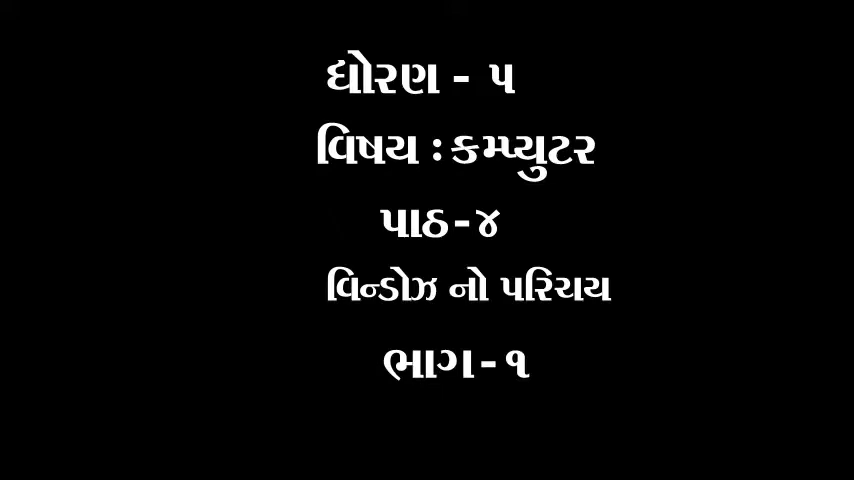 ધોરણ - ૫
વિષય : કમ્પ્યુટર
પાઠ - ૪
વિન્ડોઝ નો પરિચય
ભાગ - ૧